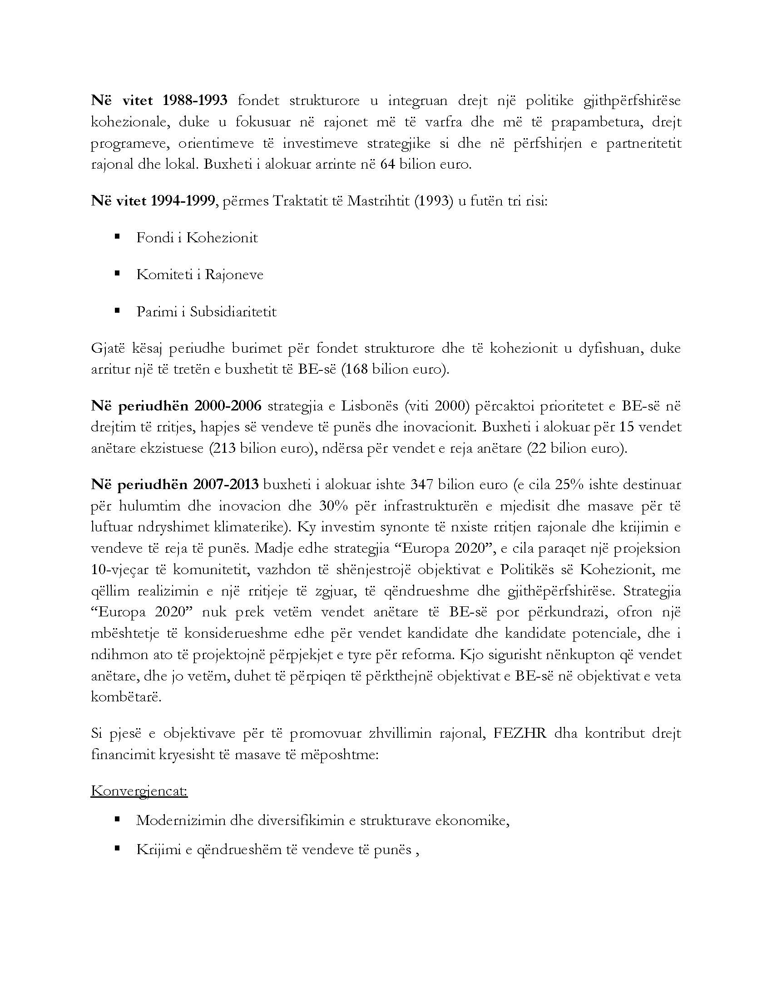 Në vitet 1988-1993 fondet strukturore u integruan drejt një politike gjithpërfshirëse
kohezionale, duke u fokusuar në rajonet më të varfra dhe më të prapambetura, drejt
programeve, orientimeve të investimeve strategjike si dhe në përfshirjen e partneritetit
rajonal dhe lokal. Buxheti i alokuar arrinte në 64 bilion euro.
Në vitet 1994-1999, përmes Traktatit të Mastrihtit (1993) u futën tri risi:
▪ Fondi i Kohezionit
▪ Komiteti i Rajoneve
▪ Parimi i Subsidiaritetit
Gjatë kësaj periudhe burimet për fondet strukturore dhe të kohezionit u dyfishuan, duke
arritur një të tretën e buxhetit të BE-së (168 bilion euro).
Në periudhën 2000-2006 strategjia e Lisbonës (viti 2000) përcaktoi prioritetet e BE-së në
drejtim të rritjes, hapjes së vendeve të punës dhe inovacionit. Buxheti i alokuar për 15 vendet
anëtare ekzistuese (213 bilion euro), ndërsa për vendet e reja anëtare (22 bilion euro).
Në periudhën 2007-2013 buxheti i alokuar ishte 347 bilion euro (e cila 25% ishte destinuar
për hulumtim dhe inovacion dhe 30% për infrastrukturën e mjedisit dhe masave për të
luftuar ndryshimet klimaterike). Ky investim synonte të nxiste rritjen rajonale dhe krijimin e
vendeve të reja të punës. Madje edhe strategjia “Europa 2020”, e cila paraqet një projeksion
10-vjeçar të komunitetit, vazhdon të shënjestrojë objektivat e Politikës së Kohezionit, me
qëllim realizimin e një rritjeje të zgjuar, të qëndrueshme dhe gjithëpërfshirëse. Strategjia
“Europa 2020” nuk prek vetëm vendet anëtare të BE-së por përkundrazi, ofron një
mbështetje të konsiderueshme edhe për vendet kandidate dhe kandidate potenciale, dhe i
ndihmon ato të projektojnë përpjekjet e tyre për reforma. Kjo sigurisht nënkupton që vendet
anëtare, dhe jo vetëm, duhet të përpiqen të përkthejnë objektivat e BE-së në objektivat e veta
kombëtarë.
Si pjesë e objektivave për të promovuar zhvillimin rajonal, FEZHR dha kontribut drejt
financimit kryesisht të masave të mëposhtme:
Konvergjencat:
▪ Modernizimin dhe diversifikimin e strukturave ekonomike,
▪ Krijimi e qëndrueshëm të vendeve të punës ,